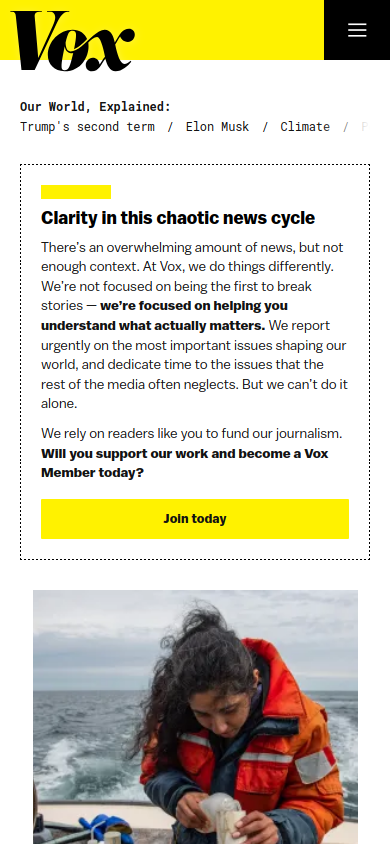 Vox
Our World, Explained:
Trump's second term / Elon Musk / Climate /
Clarity in this chaotic news cycle
There's an overwhelming amount of news, but not
enough context. At Vox, we do things differently.
We're not focused on being the first to break
stories — we're focused on helping you
understand what actually matters. We report
urgently on the most important issues shaping our
world, and dedicate time to the issues that the
rest of the media often neglects. But we can't do it
alone.
We rely on readers like you to fund our journalism.
Will you support our work and become a Vox
Member today?
Join today